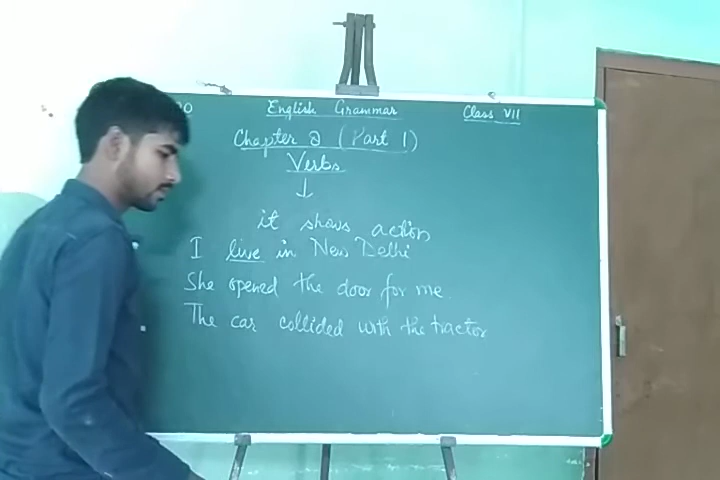 English Grammar Class VII
Chapter 2 (Part 1)
Verbs
it shows action
I live in New Delhi
She opened the door for me.
The car collided with the tractor